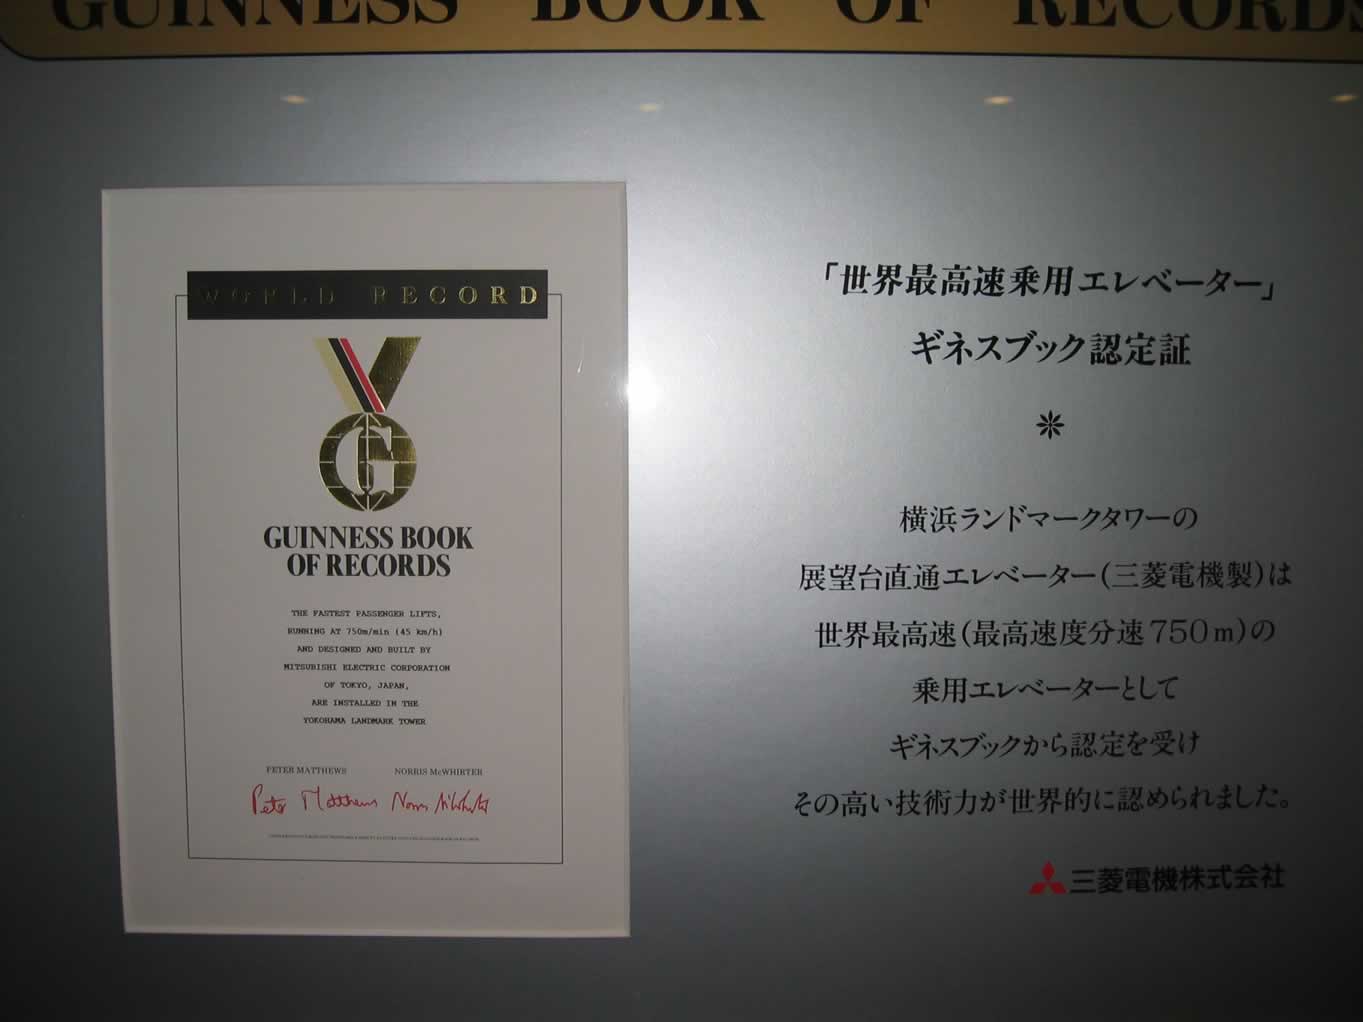 GUINNESS BOOK OF RECORDS
WORLD RECORD
G
GUINNESS BOOK
OF RECORDS
THE FASTEST PASSENGER LIFTS,
RUNNING AT 750m/min (45 km/h)
AND DESIGNED AND BUILT BY
MITSUBISHI ELECTRIC CORPORATION
OF TOKYO, JAPAN,
ARE INSTALLED IN THE
YOKOHAMA LANDMARK TOWER
PETER MATTHEWS NORRIS McWHIRTER
Peter Matthews Norris McWhirter
「世界最高速乗用エレベーター」
ギネスブック認定証
横浜ランドマークタワーの
展望台直通エレベーター(三菱電機製)は
世界最高速(最高速度分速750m)の
乗用エレベーターとして
ギネスブックから認定を受け
その高い技術力が世界的に認められました。
三菱電機株式会社